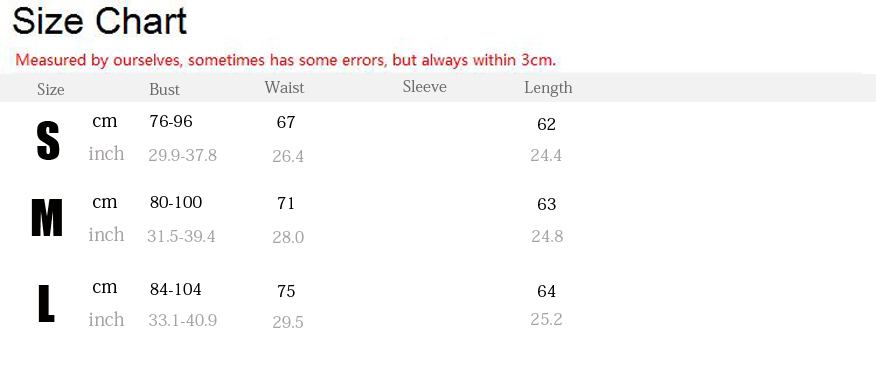 Size Chart
Measured by ourselves, sometimes has some errors, but always within 3cm.
Size Bust Waist Sleeve Length
S cm 76-96 67 62
inch 29.9-37.8 26.4 24.4
M cm 80-100 71 63
inch 31.5-39.4 28.0 24.8
L cm 84-104 75 64
inch 33.1-40.9 29.5 25.2